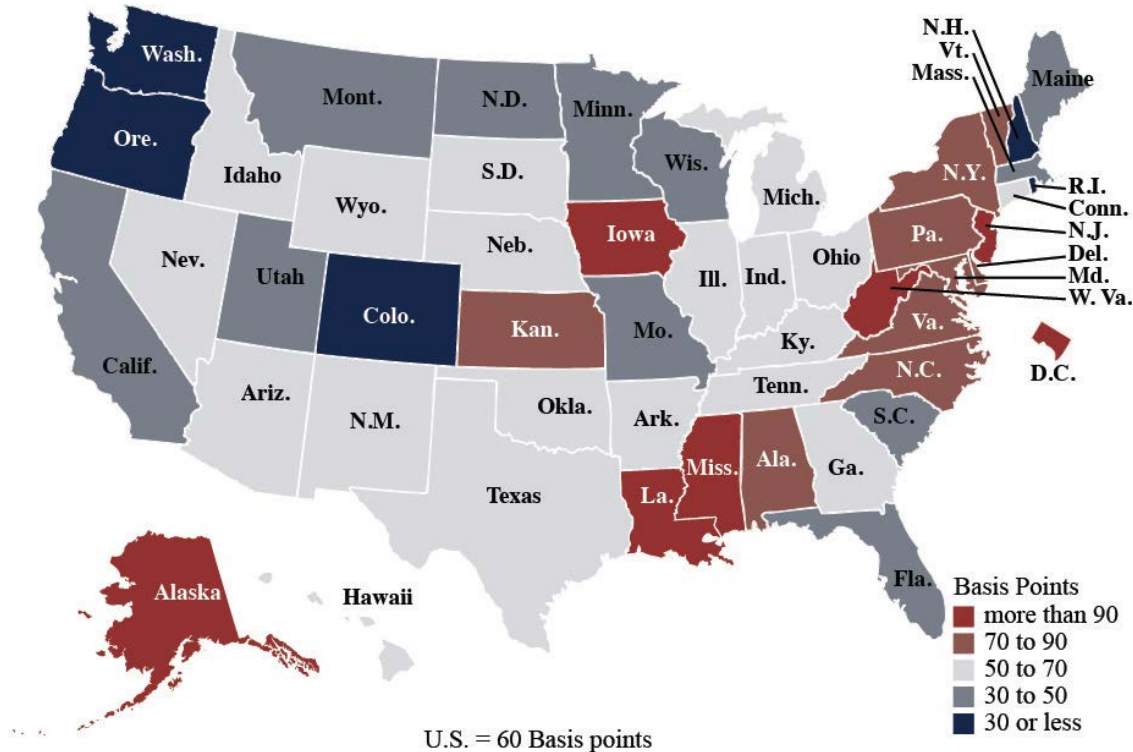 N.H.
Vt.
Mass.
Maine
Wash.
Mont.
N.D.
Minn.
Ore.
Idaho
S.D.
Wis.
N.Y.
R.I.
Wyo.
Mich.
Conn.
Iowa
Pa.
N.J.
Neb.
Ohio
Del.
Nev.
Utah
Ill.
Ind.
Md.
W. Va.
Colo.
Kan.
Mo.
Va.
Ky.
Calif.
N.C.
D.C.
Tenn.
Ariz.
N.M.
Okla.
Ark.
S.C.
Miss.
Ala.
Ga.
La.
Texas
Fla.
Alaska
Hawaii
Basis Points
more than 90
70 to 90
50 to 70
30 to 50
30 or less
U.S. = 60 Basis points